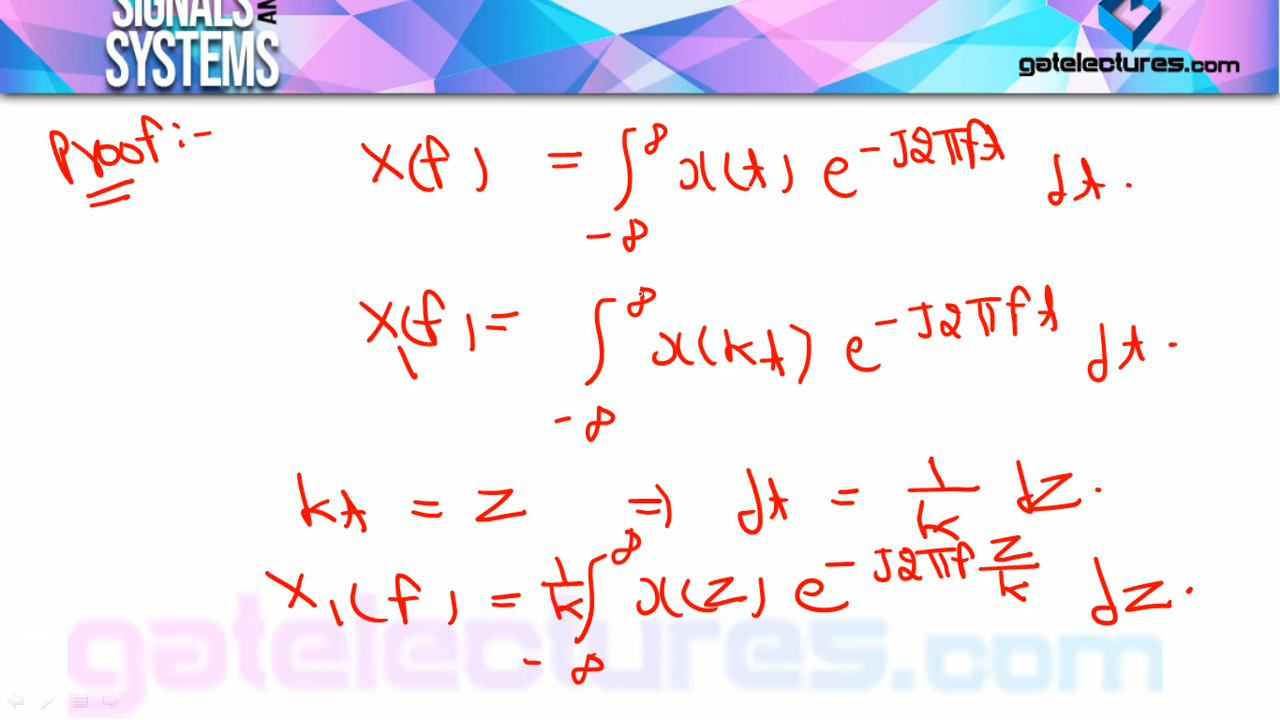 SIGNALS AN
SYSTEMS
gatelectures.com
Proof :-
X(f) = ∫_{-∞}^{∞} x(t) e^{-J2πft} dt.
X₁(f) = ∫_{-∞}^{∞} x(kt) e^{-J2πft} dt.
kt = z ⇒ dt = 1/k dz.
X₁(f) = 1/k ∫_{-∞}^{∞} x(z) e^{-J2πf z/k} dz.
gatelectures.com